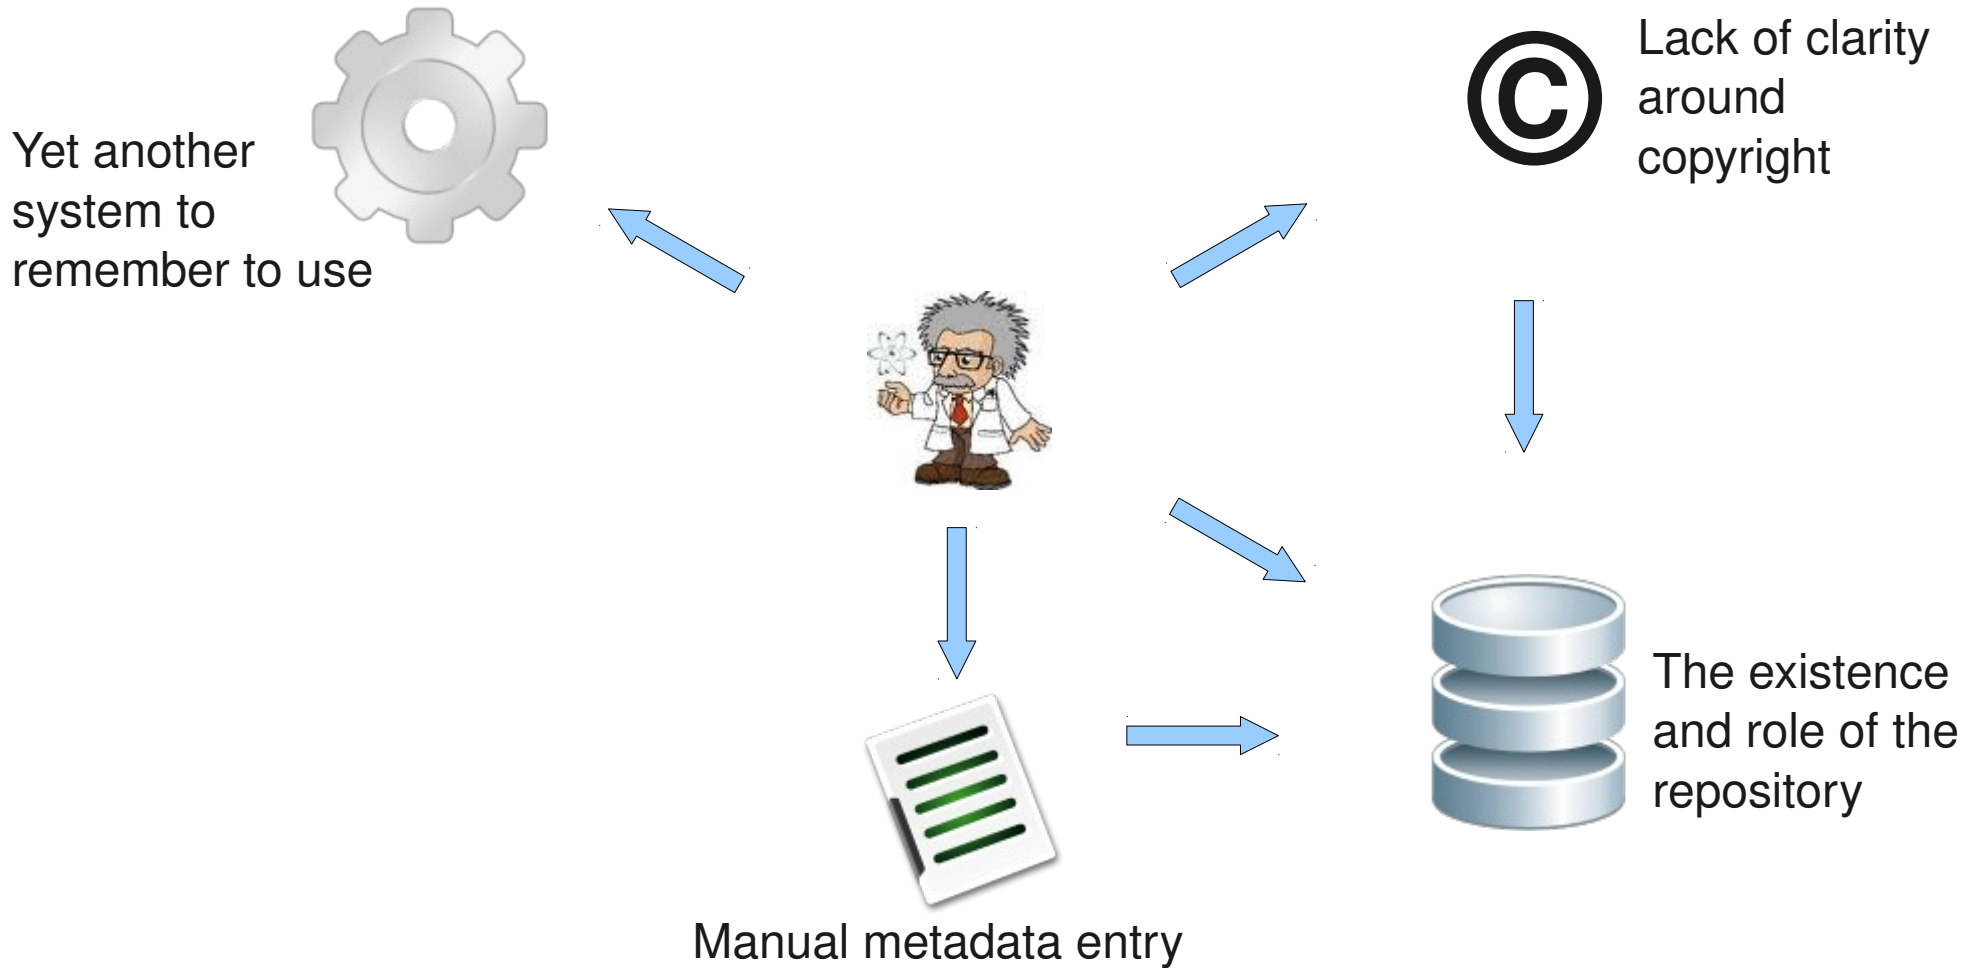 Yet another
system to
remember to use
©
Lack of clarity
around
copyright
The existence
and role of the
repository
Manual metadata entry